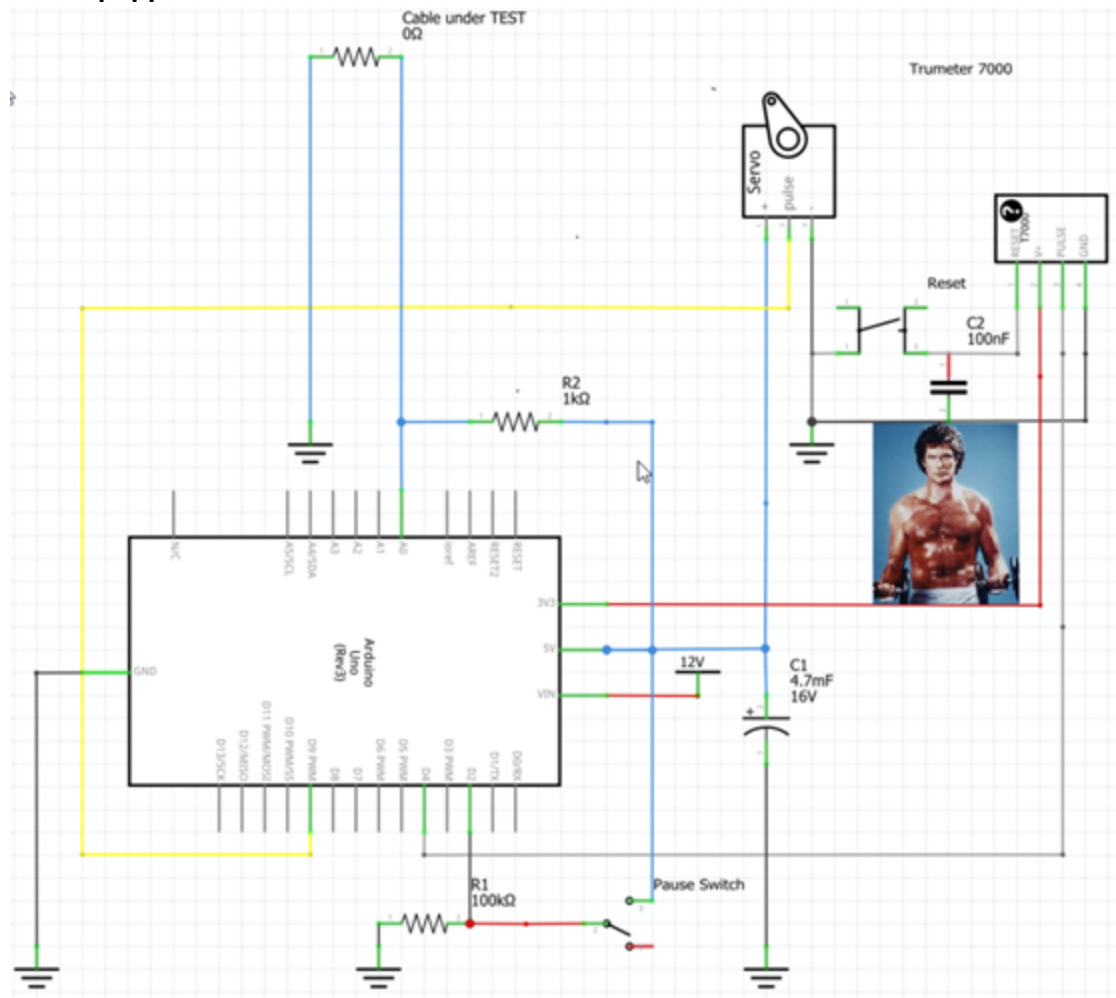 Cable under TEST
0Ω
Trumeter 7000
Servo
+
pulse
-
?
T7000
RESET
V+
PULSE
GND
Reset
C2
100nF
R2
1kΩ
N/C
A5/SCL
A4/SDA
A3
A2
A1
A0
ioref
AREF
RESET2
RESET
3V3
5V
VIN
GND
Arduino
Uno
(Rev3)
12V
C1
4.7mF
16V
+
D13/SCK
D12/MISO
D11 PWM/MOSI
D10 PWM/SS
D9 PWM
D8
D7
D6 PWM
D5 PWM
D4
D3 PWM
D2
D1/TX
D0/RX
R1
100kΩ
Pause Switch